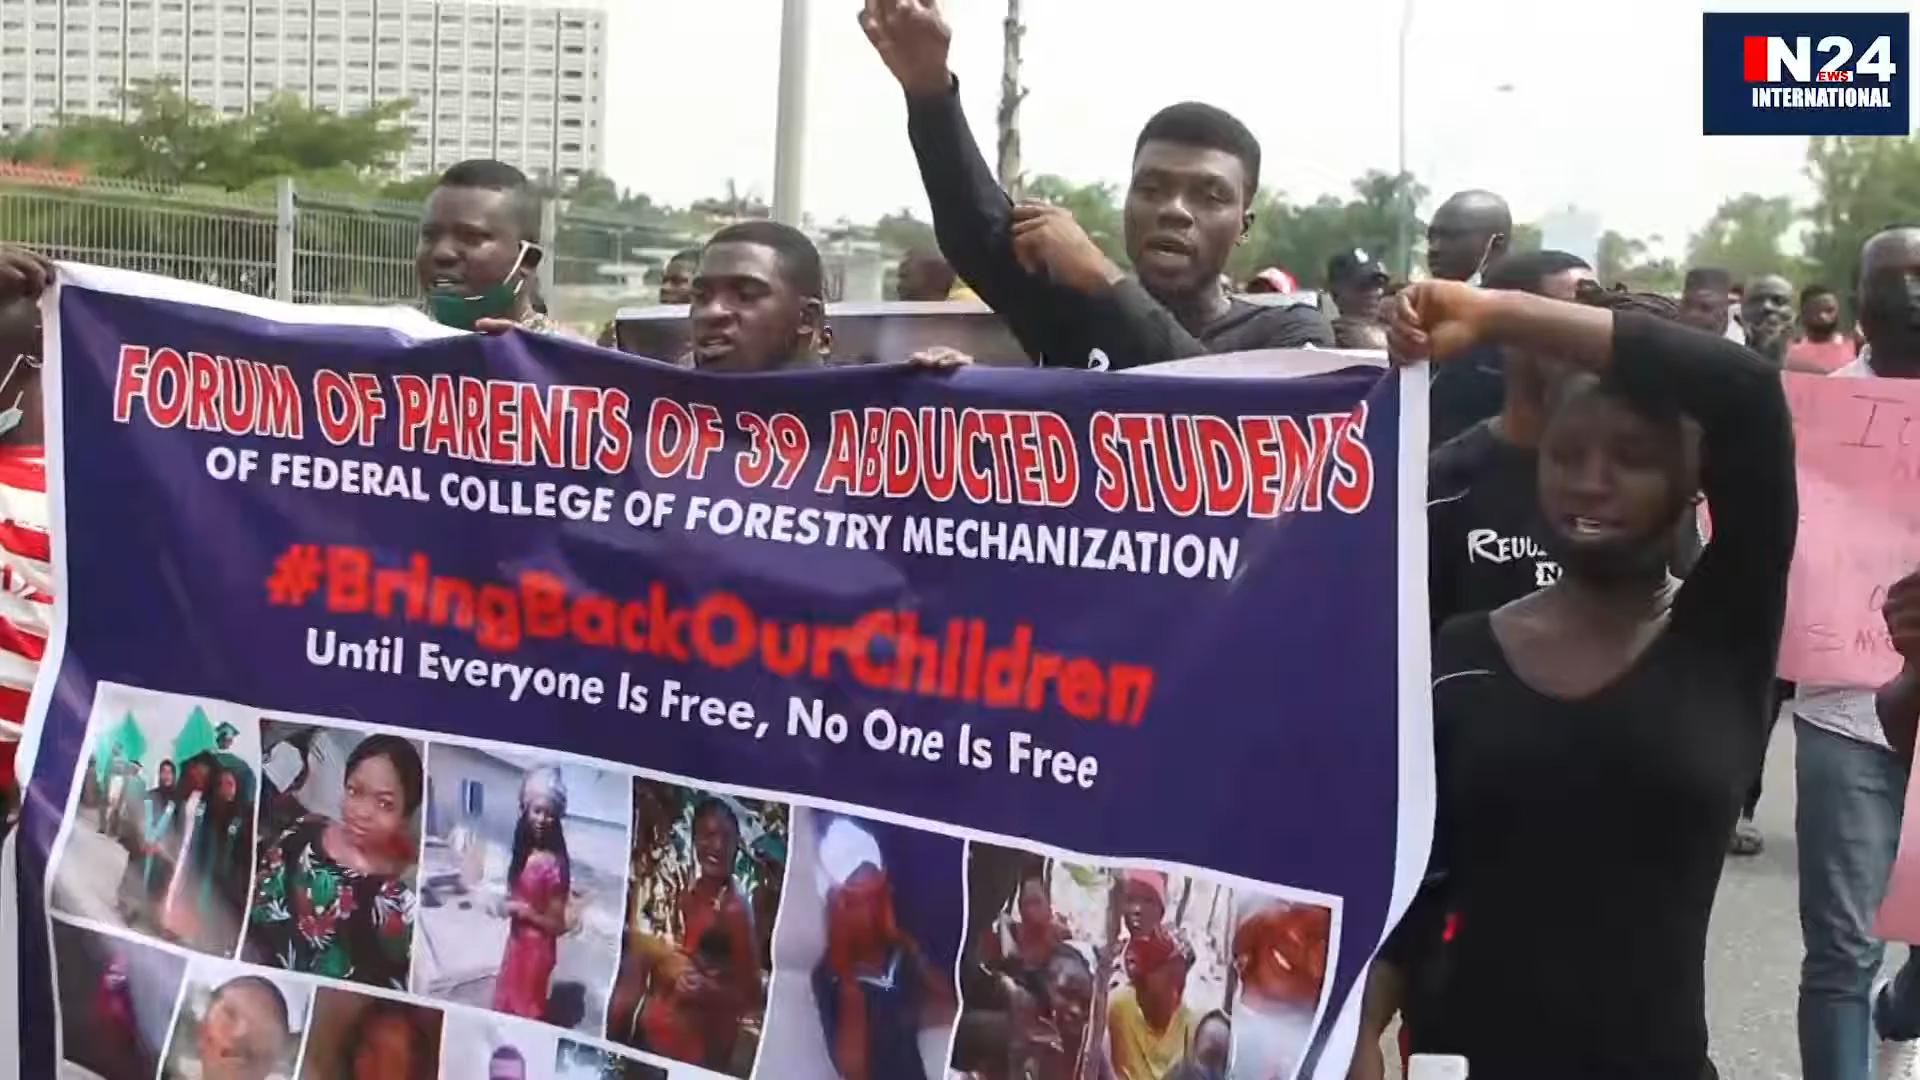 N24
EWS
INTERNATIONAL
FORUM OF PARENTS OF 39 ABDUCTED STUDENTS
OF FEDERAL COLLEGE OF FORESTRY MECHANIZATION
#BringBackOurChildren
Until Everyone Is Free, No One Is Free